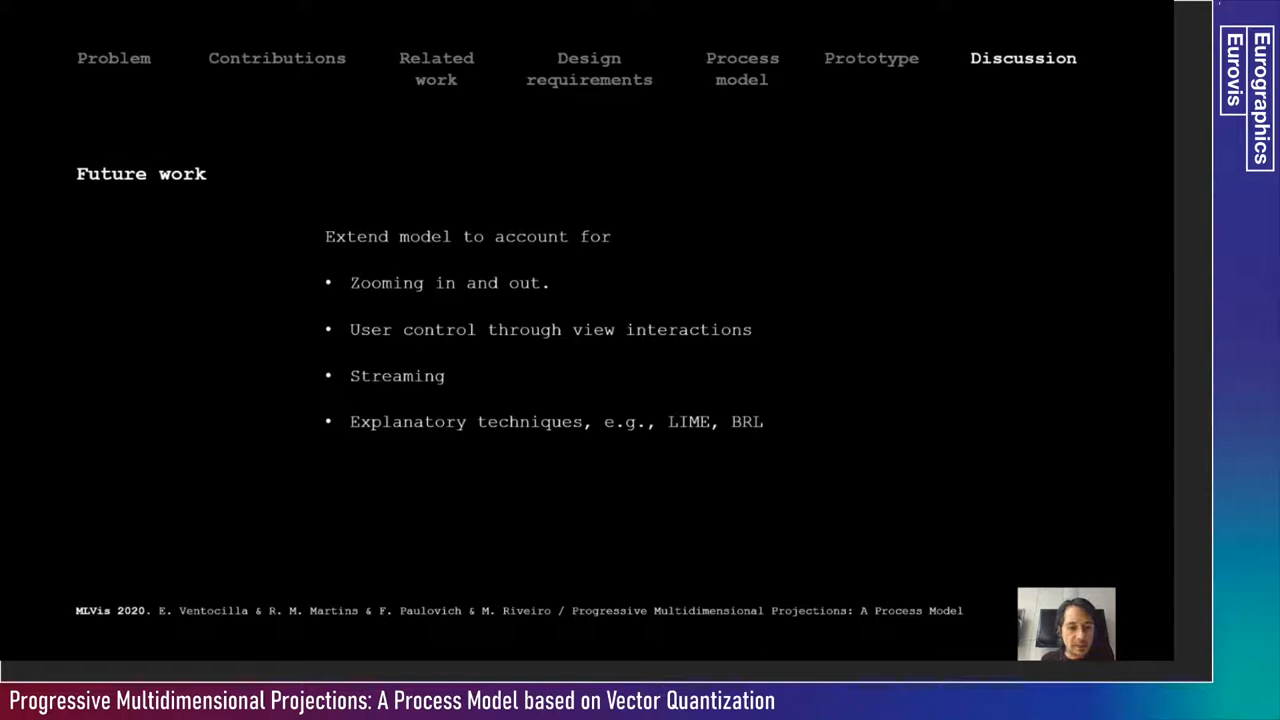 Problem
Contributions
Related
work
Design
requirements
Process
model
Prototype
Discussion
Future work
Extend model to account for
• Zooming in and out.
• User control through view interactions
• Streaming
• Explanatory techniques, e.g., LIME, BRL
MLVis 2020. E. Ventocilla & R. M. Martins & F. Paulovich & M. Riveiro / Progressive Multidimensional Projections: A Process Model
Progressive Multidimensional Projections: A Process Model based on Vector Quantization
Eurographics
Eurovis